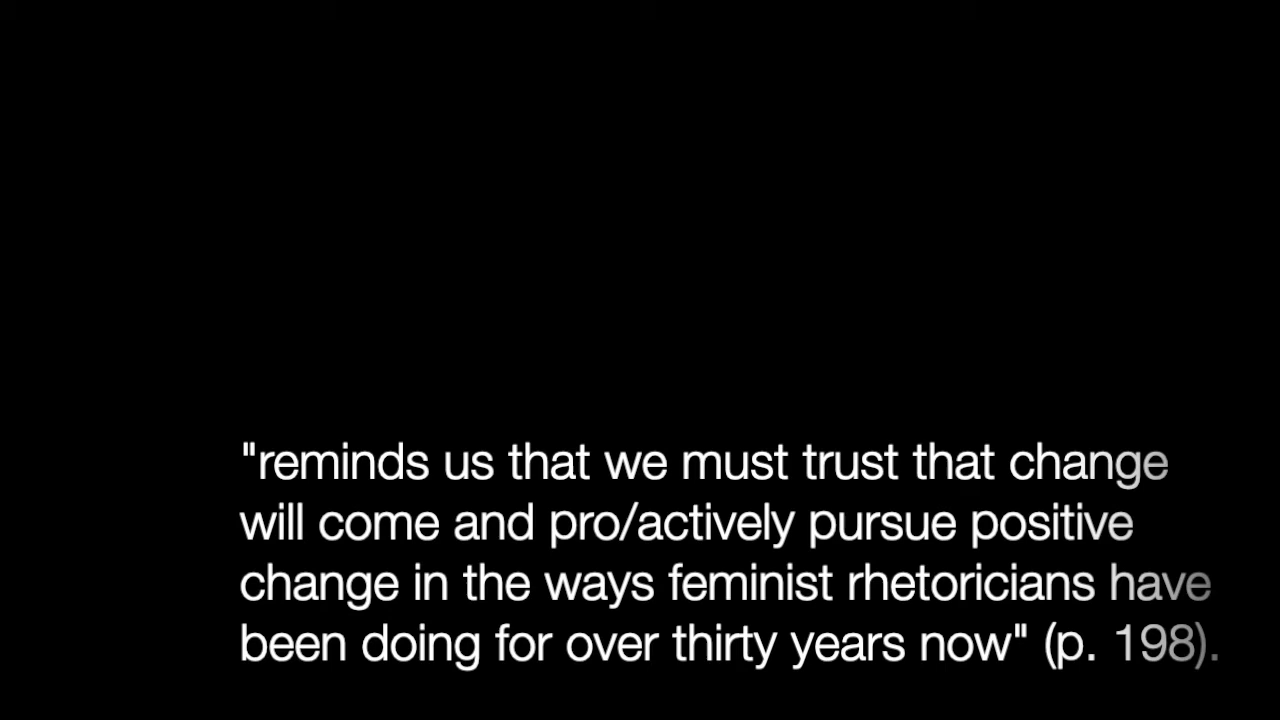 "reminds us that we must trust that change
will come and pro/actively pursue positive
change in the ways feminist rhetoricians have
been doing for over thirty years now" (p. 198).